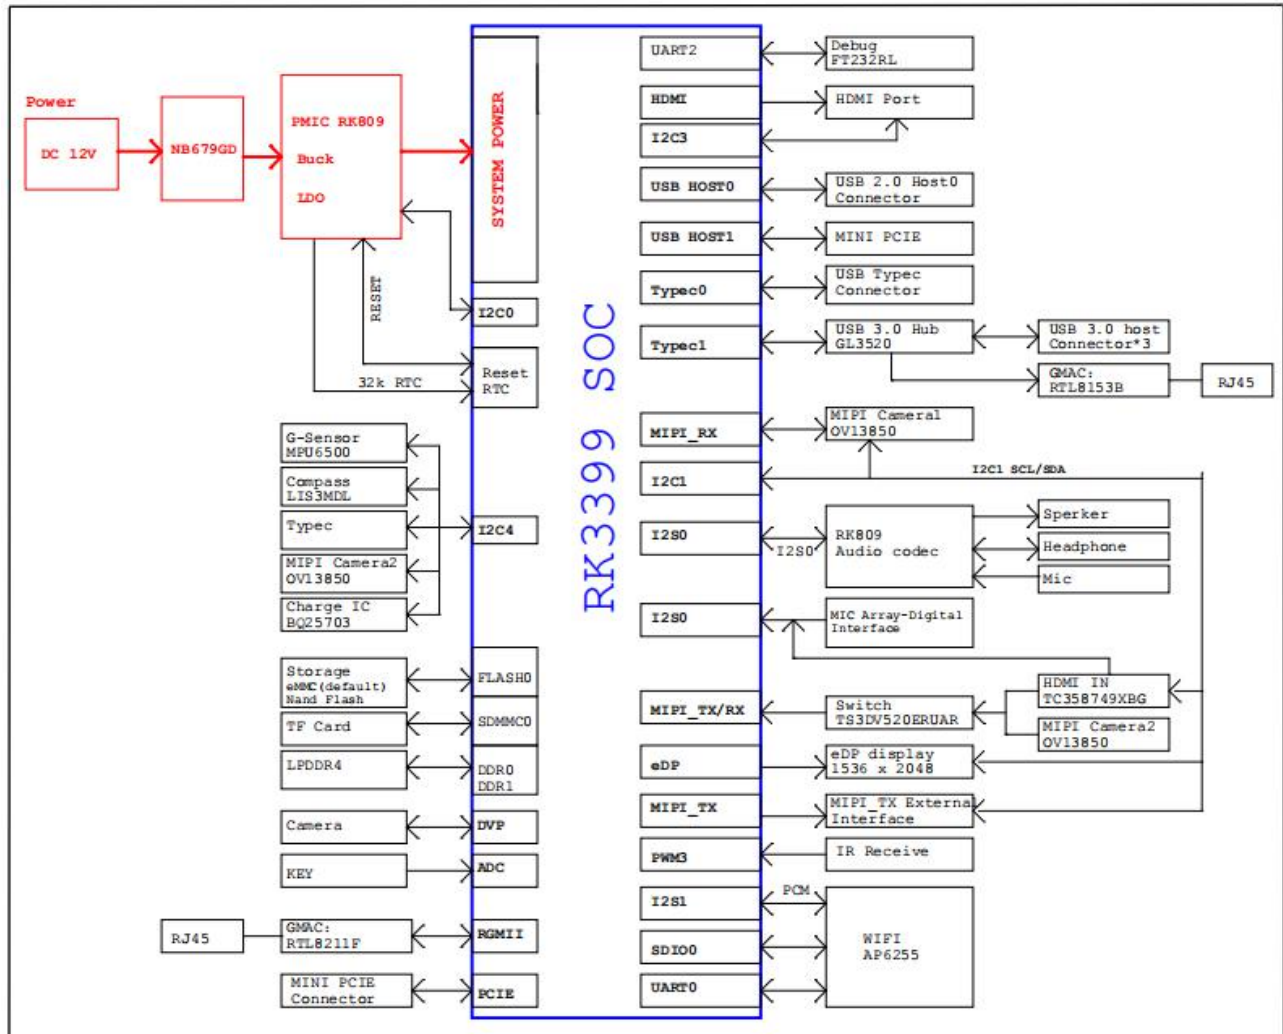 Power
DC 12V
NB679GD
PMIC RK809
Buck
LDO
SYSTEM POWER
RESET
32k RTC
I2C0
Reset
RTC
G-Sensor
MPU6500
Compass
LIS3MDL
Typec
MIPI Camera2
OV13850
Charge IC
BQ25703
I2C4
Storage
eMMC(default)
Nand Flash
FLASH0
TF Card
SDMMC0
LPDDR4
DDR0
DDR1
Camera
DVP
KEY
ADC
RJ45
GMAC:
RTL8211F
RGMII
MINI PCIE
Connector
PCIE
RK3399 SOC
UART2
Debug
FT232RL
HDMI
HDMI Port
I2C3
USB HOST0
USB 2.0 Host0
Connector
USB HOST1
MINI PCIE
Typec0
USB Typec
Connector
Typec1
USB 3.0 Hub
GL3520
USB 3.0 host
Connector*3
GMAC:
RTL8153B
RJ45
MIPI_RX
MIPI Camera1
OV13850
I2C1
I2C1 SCL/SDA
I2S0
I2S0
RK809
Audio codec
Sperker
Headphone
Mic
I2S0
MIC Array-Digital
Interface
HDMI IN
TC358749XBG
MIPI_TX/RX
Switch
TS3DV520ERUAR
MIPI Camera2
OV13850
eDP
eDP display
1536 x 2048
MIPI_TX
MIPI_TX External
Interface
PWM3
IR Receive
I2S1
PCM
SDIO0
WIFI
AP6255
UART0